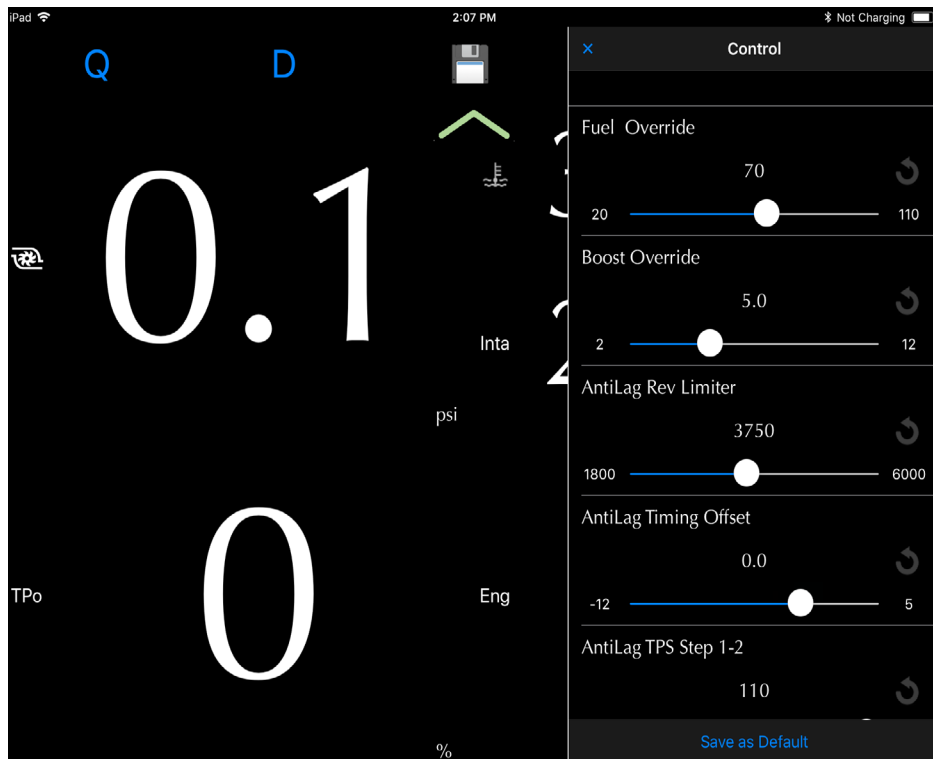 iPad 2:07 PM Not Charging
Q D
0.1
Inta
psi
TPo
0
Eng
%
× Control
Fuel Override
70
20 110
Boost Override
5.0
2 12
AntiLag Rev Limiter
3750
1800 6000
AntiLag Timing Offset
0.0
-12 5
AntiLag TPS Step 1-2
110
Save as Default